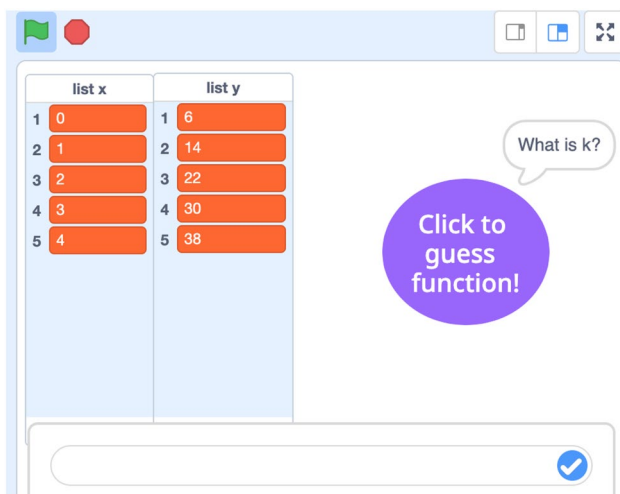 list x
list y
1 0
1 6
2 1
2 14
3 2
3 22
4 3
4 30
5 4
5 38
What is k?
Click to
guess
function!